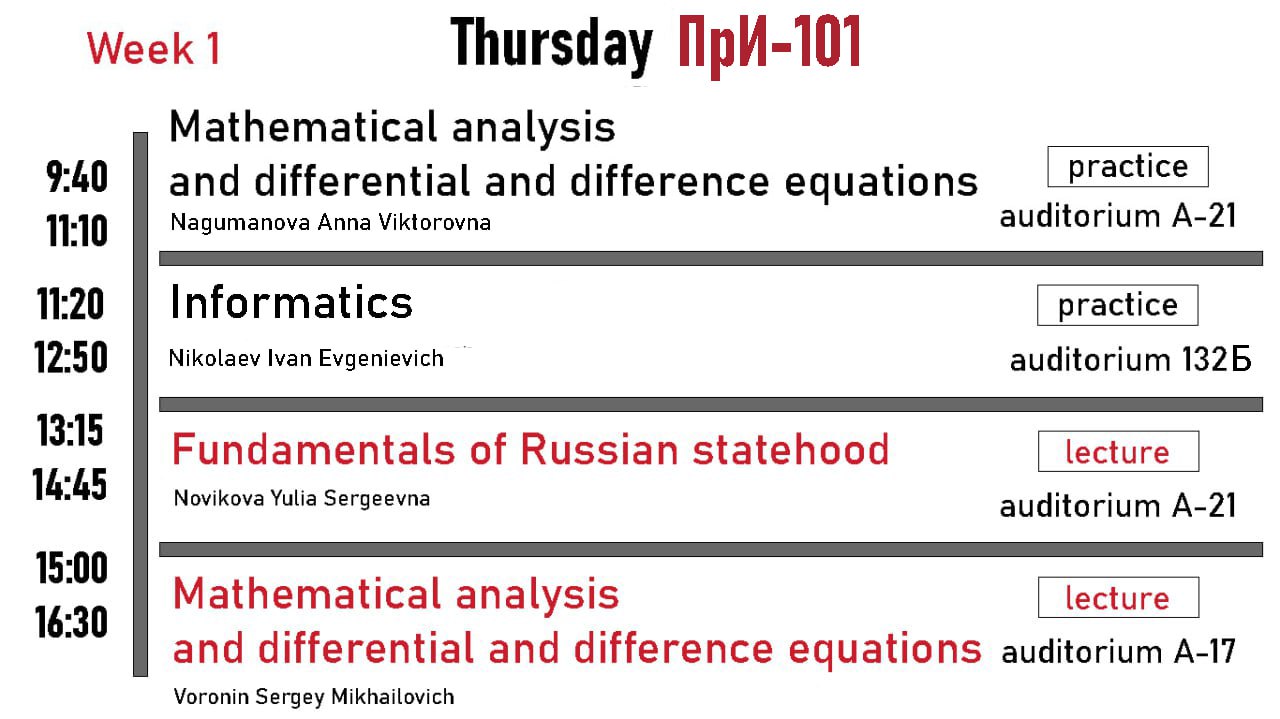 Week 1
Thursday ПрИ-101
9:40
11:10
Mathematical analysis
and differential and difference equations
Nagumanova Anna Viktorovna
practice
auditorium A-21
11:20
12:50
Informatics
Nikolaev Ivan Evgenievich
practice
auditorium 132Б
13:15
14:45
Fundamentals of Russian statehood
Novikova Yulia Sergeevna
lecture
auditorium A-21
15:00
16:30
Mathematical analysis
and differential and difference equations
Voronin Sergey Mikhailovich
lecture
auditorium A-17